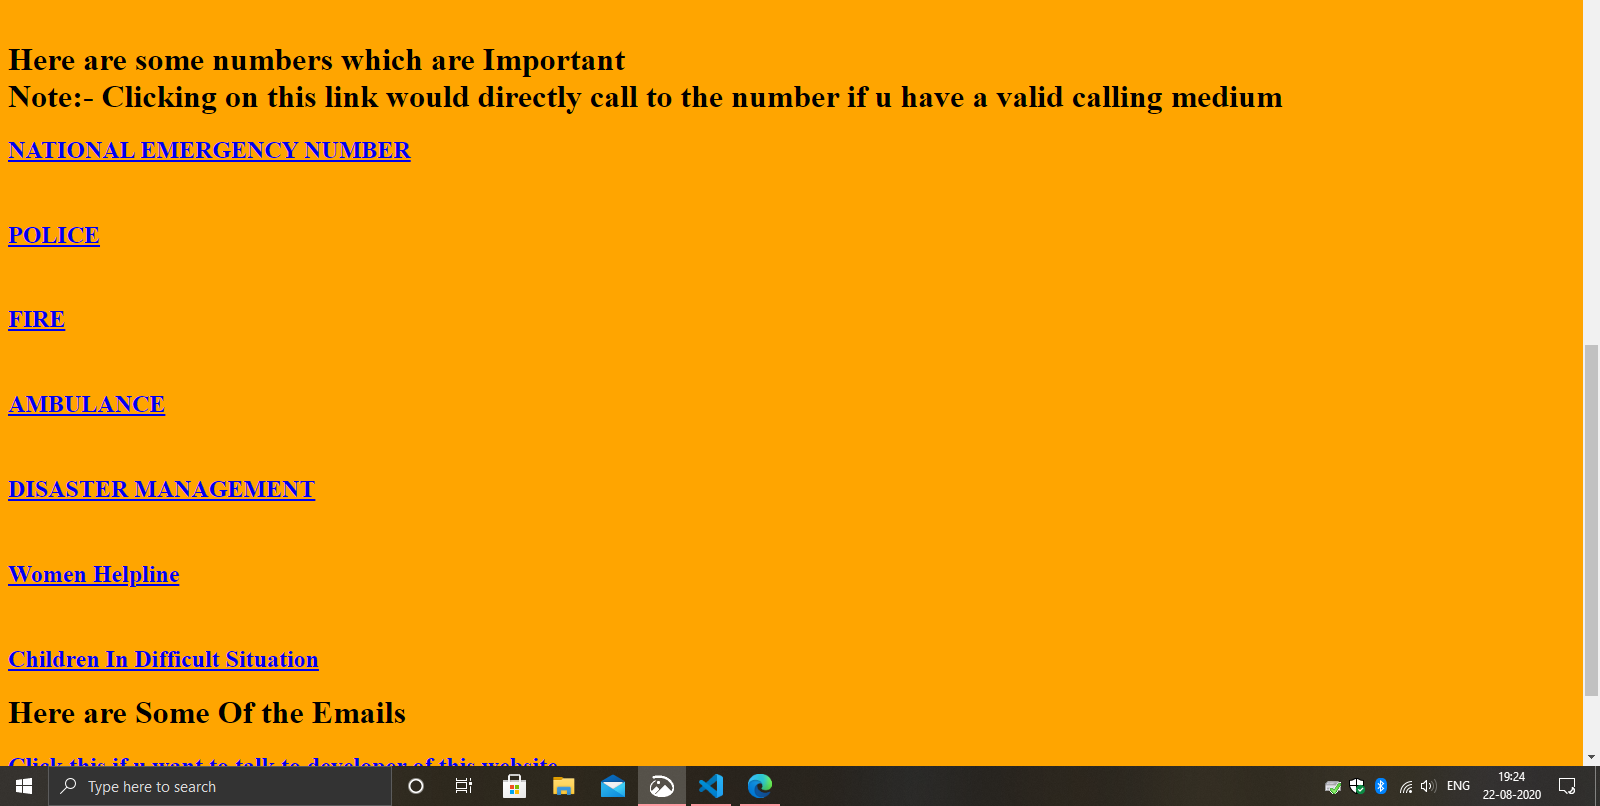 Here are some numbers which are Important
Note:- Clicking on this link would directly call to the number if u have a valid calling medium
NATIONAL EMERGENCY NUMBER
POLICE
FIRE
AMBULANCE
DISASTER MANAGEMENT
Women Helpline
Children In Difficult Situation
Here are Some Of the Emails
Click this if u want to talk to developer of this website
Type here to search
ENG
19:24
22-08-2020